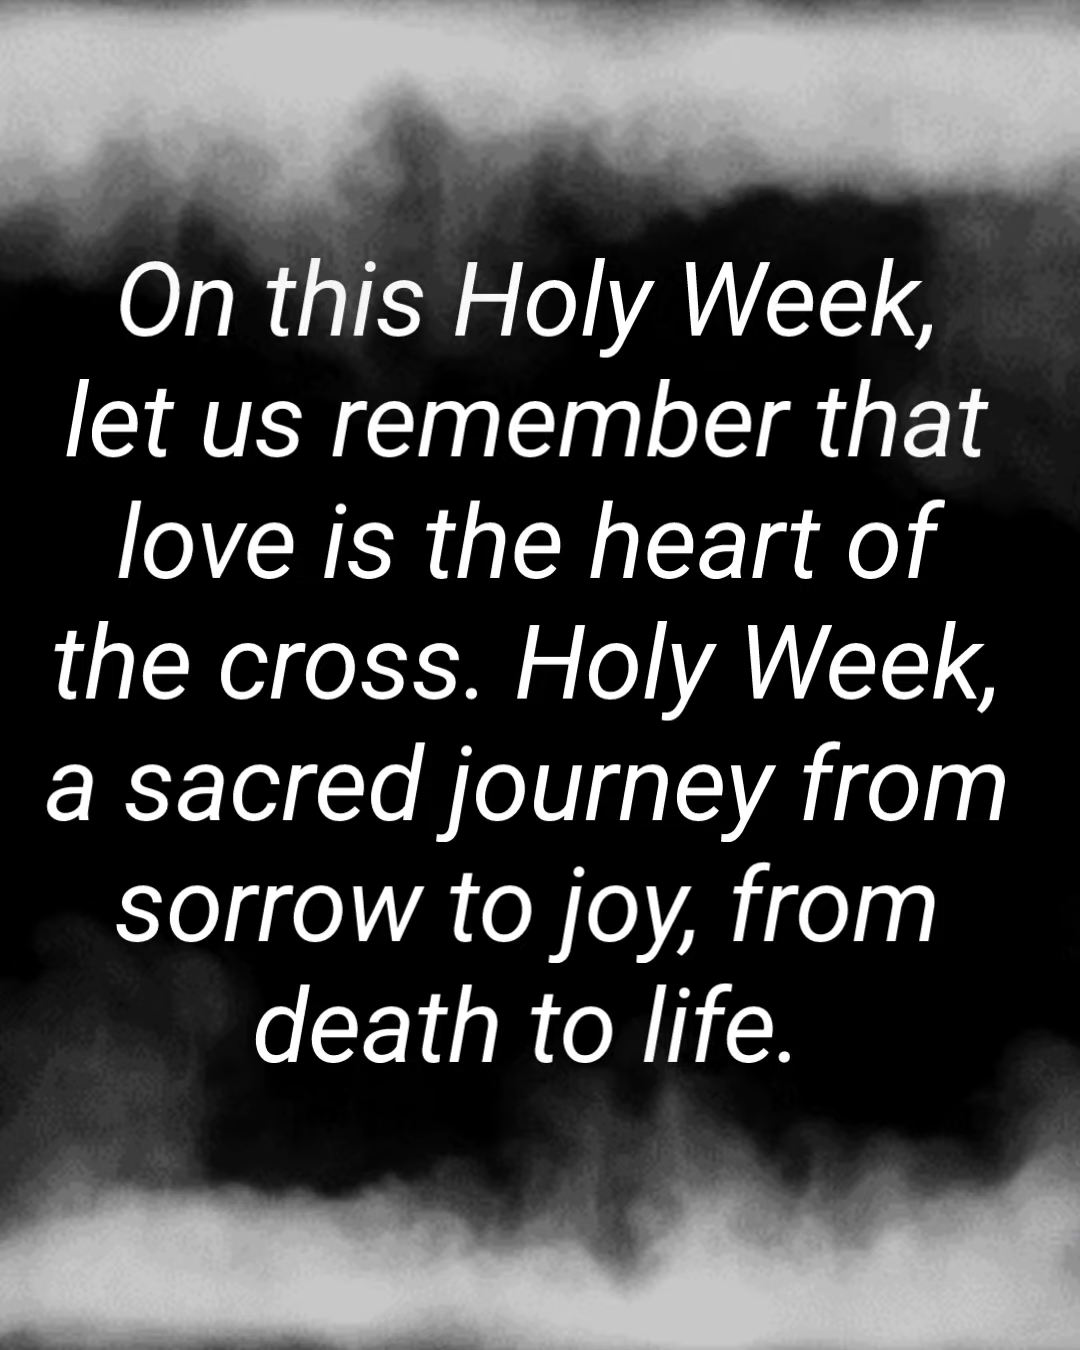 On this Holy Week,
let us remember that
love is the heart of
the cross. Holy Week,
a sacred journey from
sorrow to joy, from
death to life.